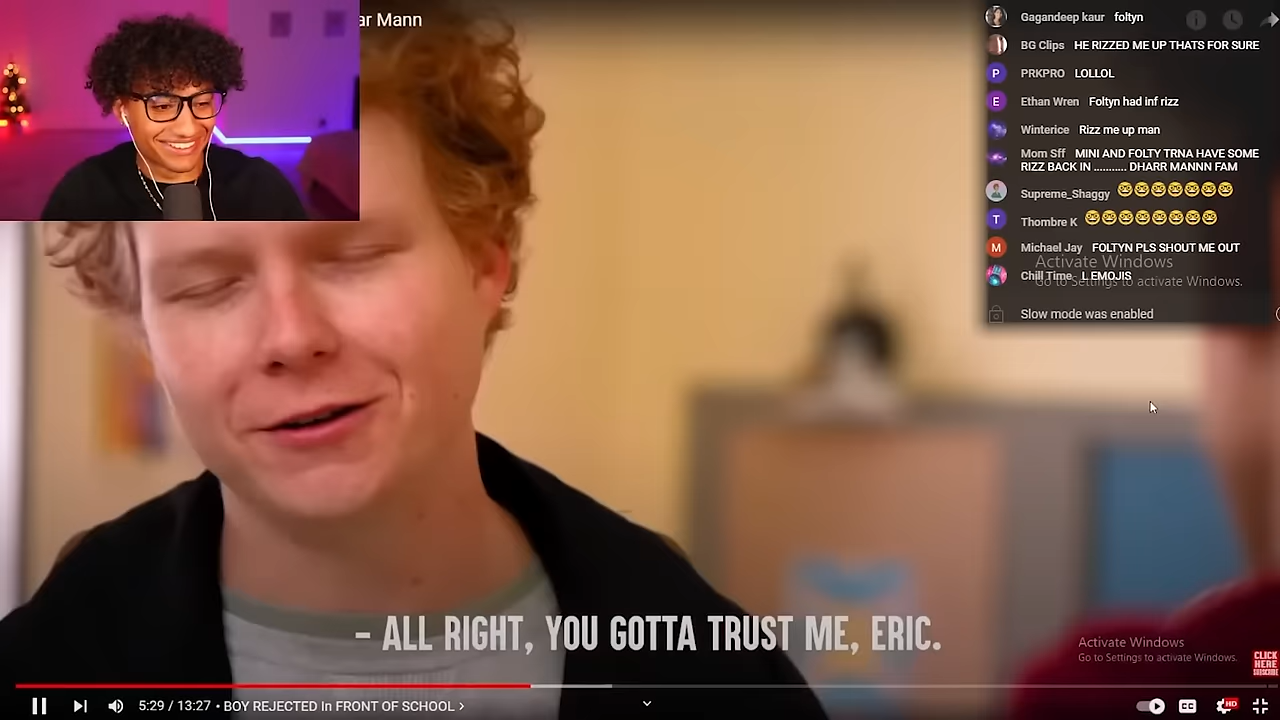 ar Mann
Gagandeep kaur foltyn
BG Clips HE RIZZED ME UP THATS FOR SURE
P PRKPRO LOLLOL
E Ethan Wren Foltyn had inf rizz
Winterice Rizz me up man
Mom Sff MINI AND FOLTY TRNA HAVE SOME
RIZZ BACK IN ........... DHARR MANNN FAM
Supreme_Shaggy
T Thombre K
M Michael Jay FOLTYN PLS SHOUT ME OUT
Activate Windows
Chill Time L EMOJIS
Go to Settings to activate Windows.
Slow mode was enabled
- ALL RIGHT, YOU GOTTA TRUST ME, ERIC.
Activate Windows
Go to Settings to activate Windows.
CLICK
HERE
SUBSCRIBE
5:29 / 13:27 • BOY REJECTED In FRONT OF SCHOOL
CC
HD